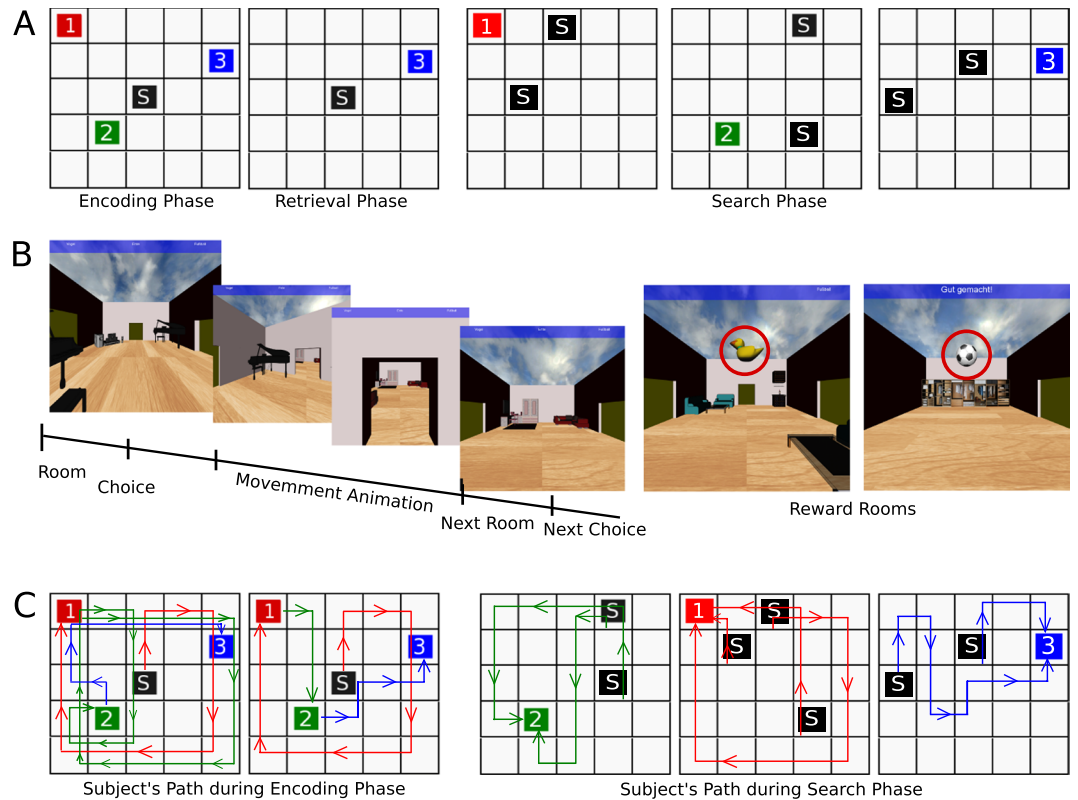 A
1
3
S
2
3
S
1
S
S
S
2
S
S
3
S
Encoding Phase
Retrieval Phase
Search Phase
B
Fußball
Gut gemacht!
Room
Choice
Movemment Animation
Next Room
Next Choice
Reward Rooms
C
1
3
S
2
1
3
S
2
S
S
2
1
S
S
S
S
3
S
Subject's Path during Encoding Phase
Subject's Path during Search Phase